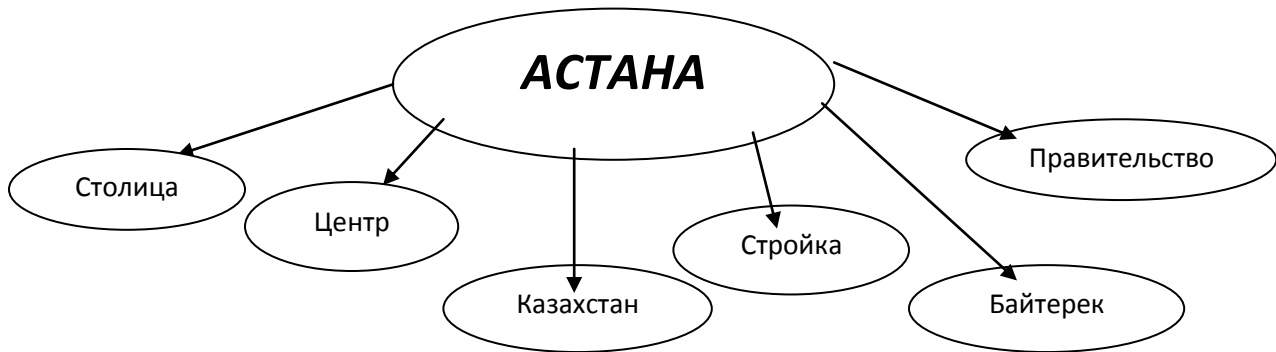 АСТАНА
Правительство
Столица
Центр
Стройка
Казахстан
Байтерек